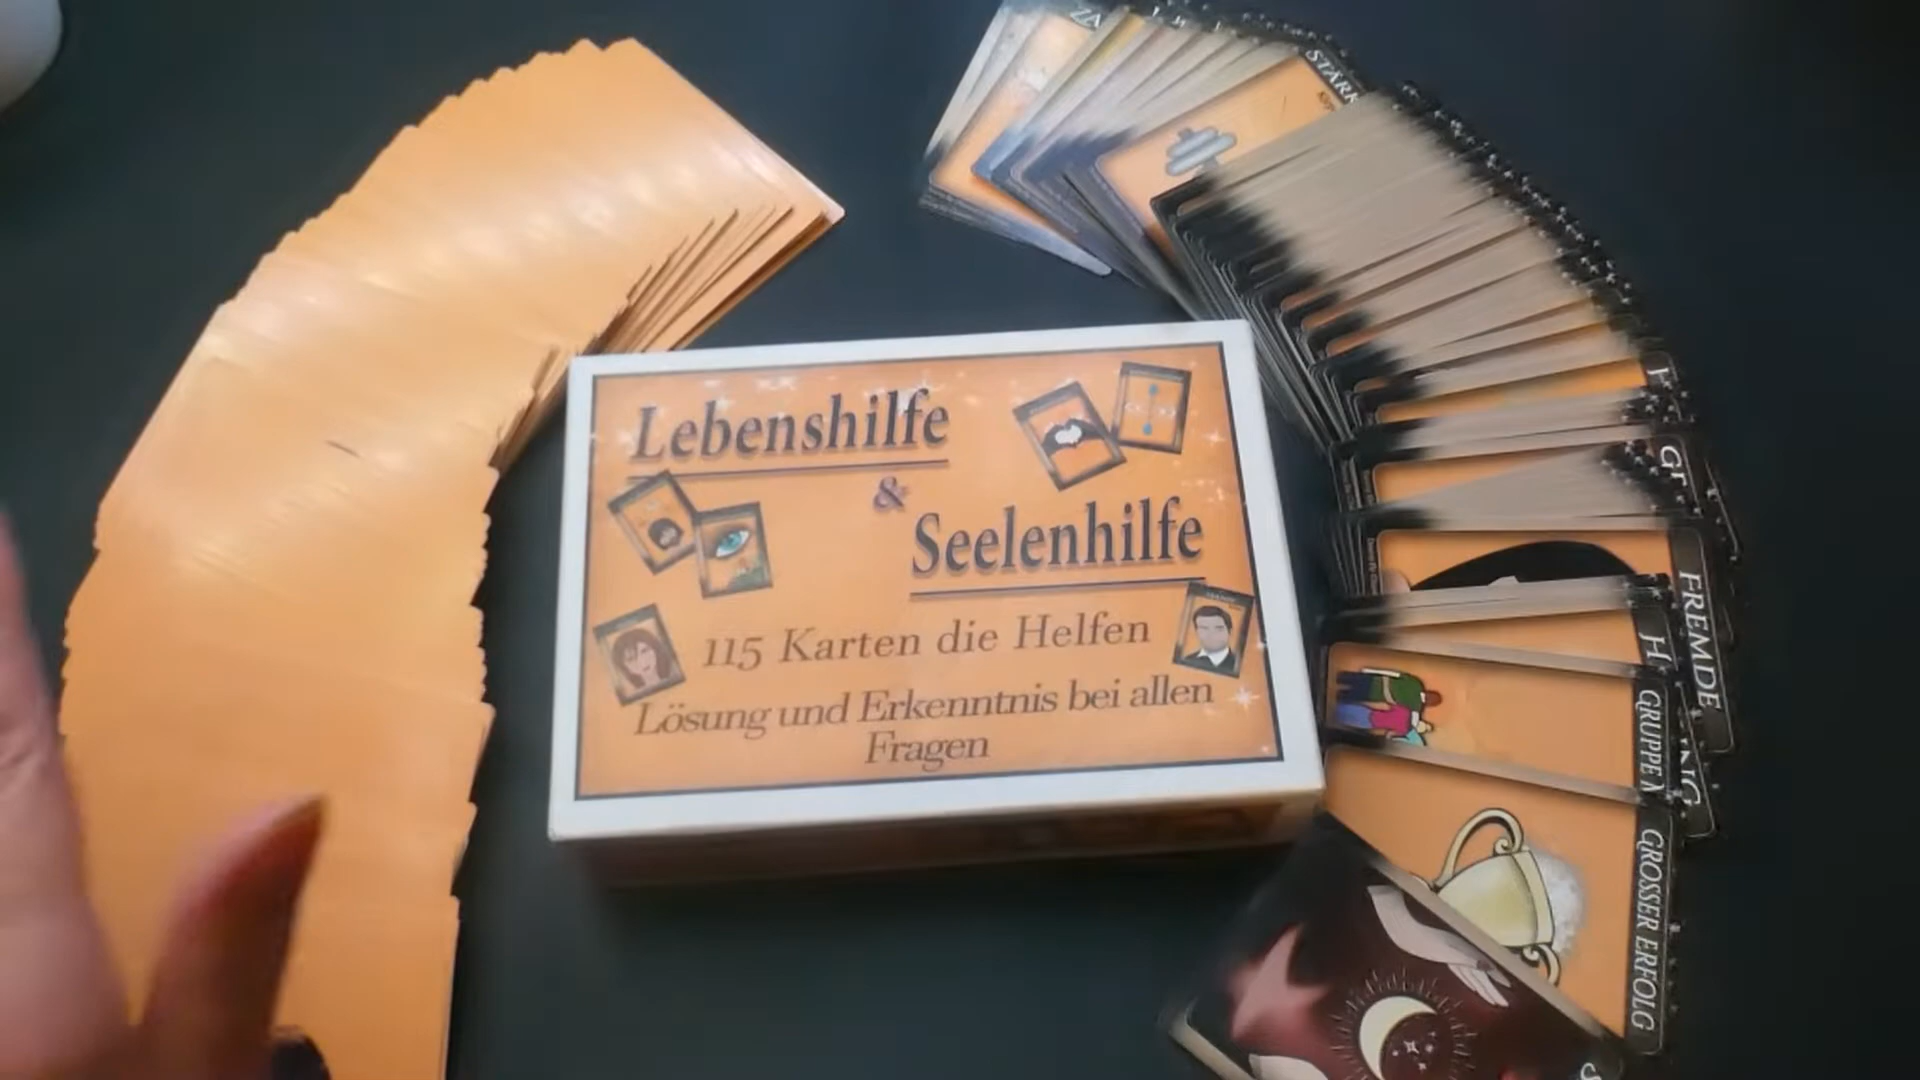 Lebenshilfe
&
Seelenhilfe
115 Karten die Helfen
Lösung und Erkenntnis bei allen
Fragen
FREMDE
GRUPPE
GROSSER ERFOLG